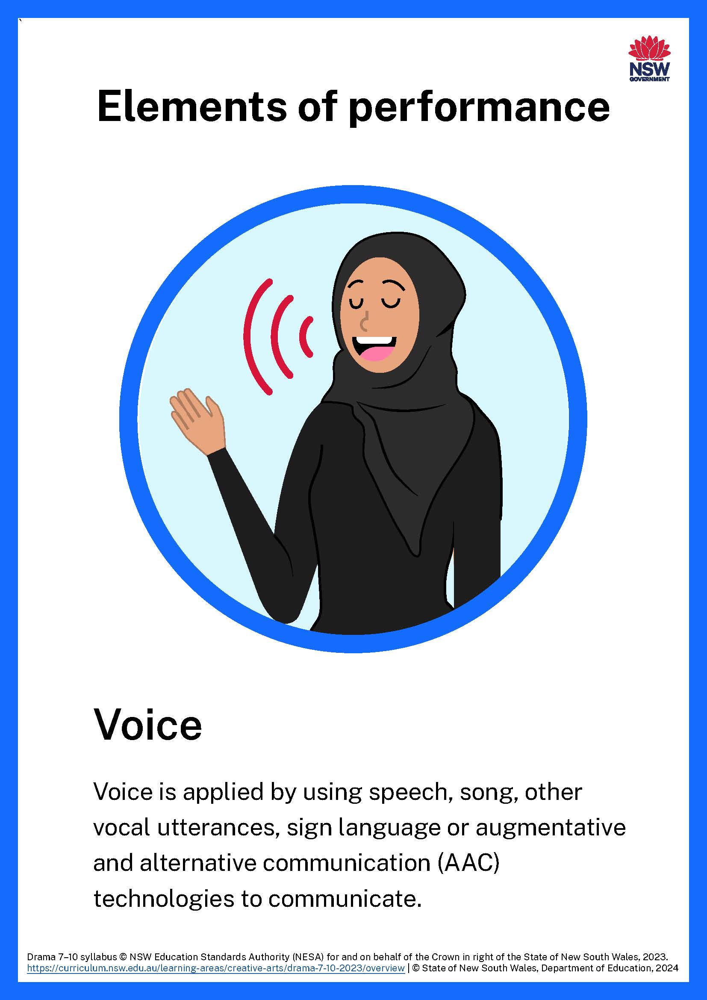 NSW
GOVERNMENT
Elements of performance
Voice
Voice is applied by using speech, song, other
vocal utterances, sign language or augmentative
and alternative communication (AAC)
technologies to communicate.
Drama 7–10 syllabus © NSW Education Standards Authority (NESA) for and on behalf of the Crown in right of the State of New South Wales, 2023.
https://curriculum.nsw.edu.au/learning-areas/creative-arts/drama-7-10-2023/overview | © State of New South Wales, Department of Education, 2024